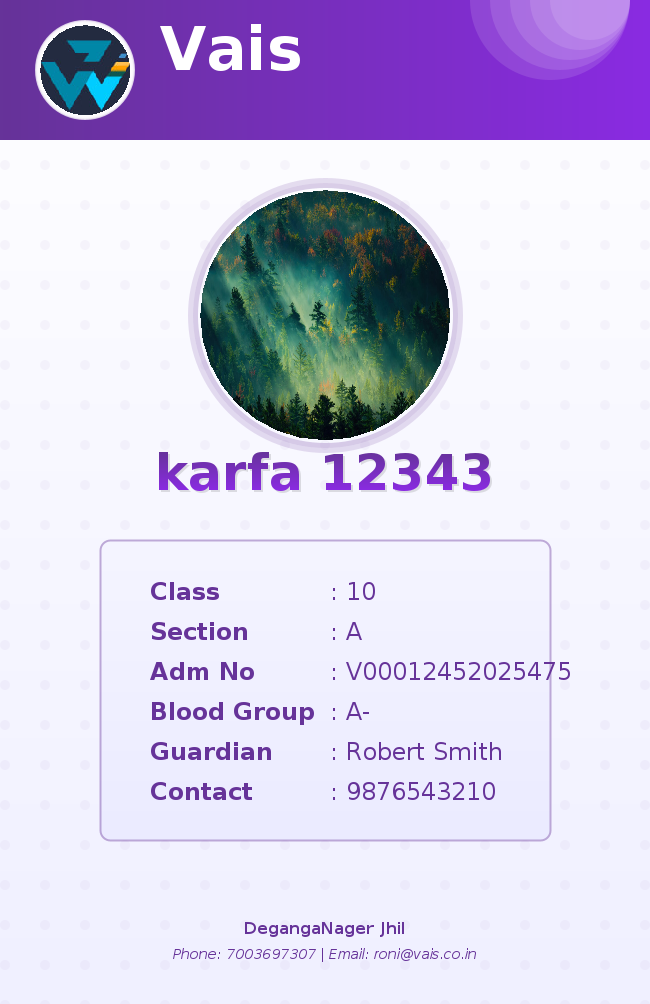 Vais
karfa 12343
Class : 10
Section : A
Adm No : V00012452025475
Blood Group : A-
Guardian : Robert Smith
Contact : 9876543210
DegangaNager Jhil
Phone: 7003697307 | Email: roni@vais.co.in